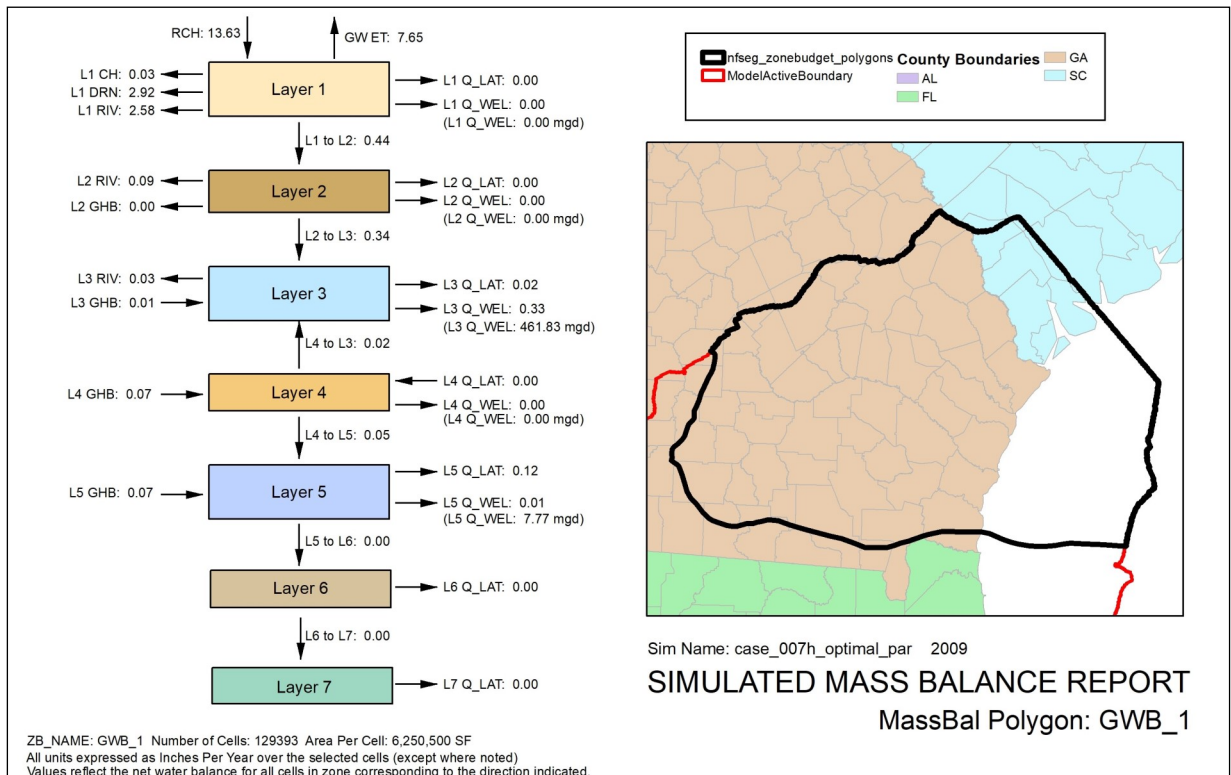 RCH: 13.63
GW ET: 7.65
L1 CH: 0.03
L1 DRN: 2.92
L1 RIV: 2.58
Layer 1
L1 Q_LAT: 0.00
L1 Q_WEL: 0.00
(L1 Q_WEL: 0.00 mgd)
L1 to L2: 0.44
L2 RIV: 0.09
L2 GHB: 0.00
Layer 2
L2 Q_LAT: 0.00
L2 Q_WEL: 0.00
(L2 Q_WEL: 0.00 mgd)
L2 to L3: 0.34
L3 RIV: 0.03
L3 GHB: 0.01
Layer 3
L3 Q_LAT: 0.02
L3 Q_WEL: 0.33
(L3 Q_WEL: 461.83 mgd)
L4 to L3: 0.02
L4 GHB: 0.07
Layer 4
L4 Q_LAT: 0.00
L4 Q_WEL: 0.00
(L4 Q_WEL: 0.00 mgd)
L4 to L5: 0.05
L5 GHB: 0.07
Layer 5
L5 Q_LAT: 0.12
L5 Q_WEL: 0.01
(L5 Q_WEL: 7.77 mgd)
L5 to L6: 0.00
Layer 6
L6 Q_LAT: 0.00
L6 to L7: 0.00
Layer 7
L7 Q_LAT: 0.00
ZB_NAME: GWB_1 Number of Cells: 129393 Area Per Cell: 6,250,500 SF
All units expressed as Inches Per Year over the selected cells (except where noted)
Values reflect the net water balance for all cells in zone corresponding to the direction indicated.
nfseg_zonebudget_polygons
ModelActiveBoundary
County Boundaries
AL
FL
GA
SC
Sim Name: case_007h_optimal_par 2009
SIMULATED MASS BALANCE REPORT
MassBal Polygon: GWB_1